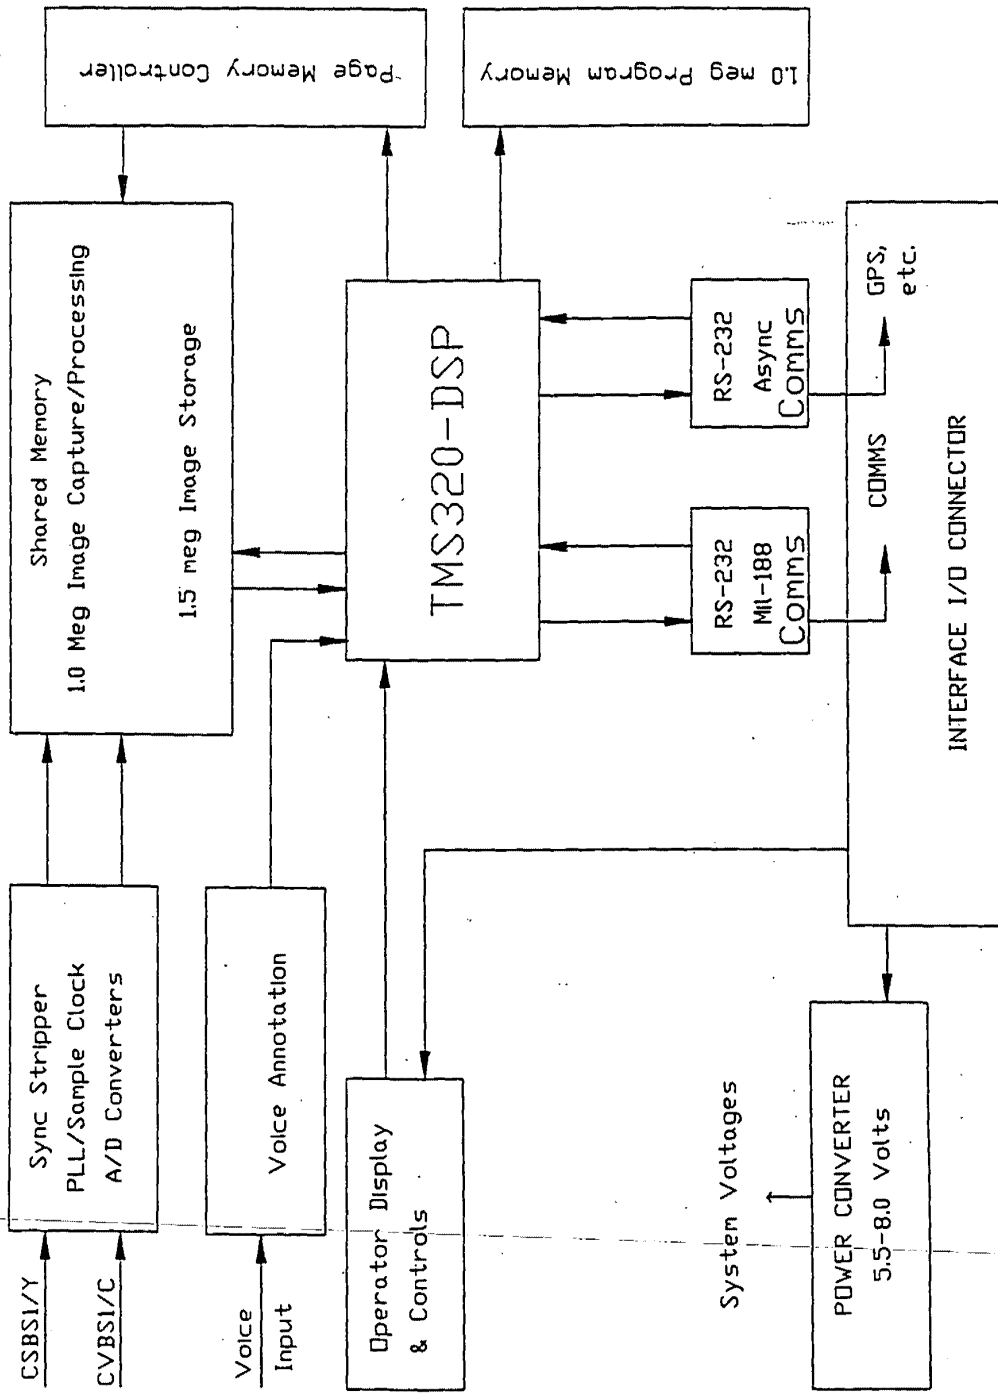 CSBS1/Y
CVBS1/C
Sync Stripper
PLL/Sample Clock
A/D Converters
Shared Memory
1.0 Meg Image Capture/Processing
1.5 meg Image Storage
Page Memory Controller
Voice
Input
Voice Annotation
Operator Display
& Controls
TMS320-DSP
1.0 meg Program Memory
System Voltages
POWER CONVERTER
5.5-8.0 Volts
RS-232
Mil-188
Comms
RS-232
Async
Comms
COMMS
GPS,
etc.
INTERFACE I/O CONNECTOR